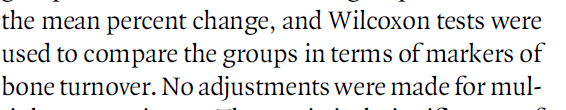 the mean percent change, and Wilcoxon tests were
used to compare the groups in terms of markers of
bone turnover. No adjustments were made for mul-